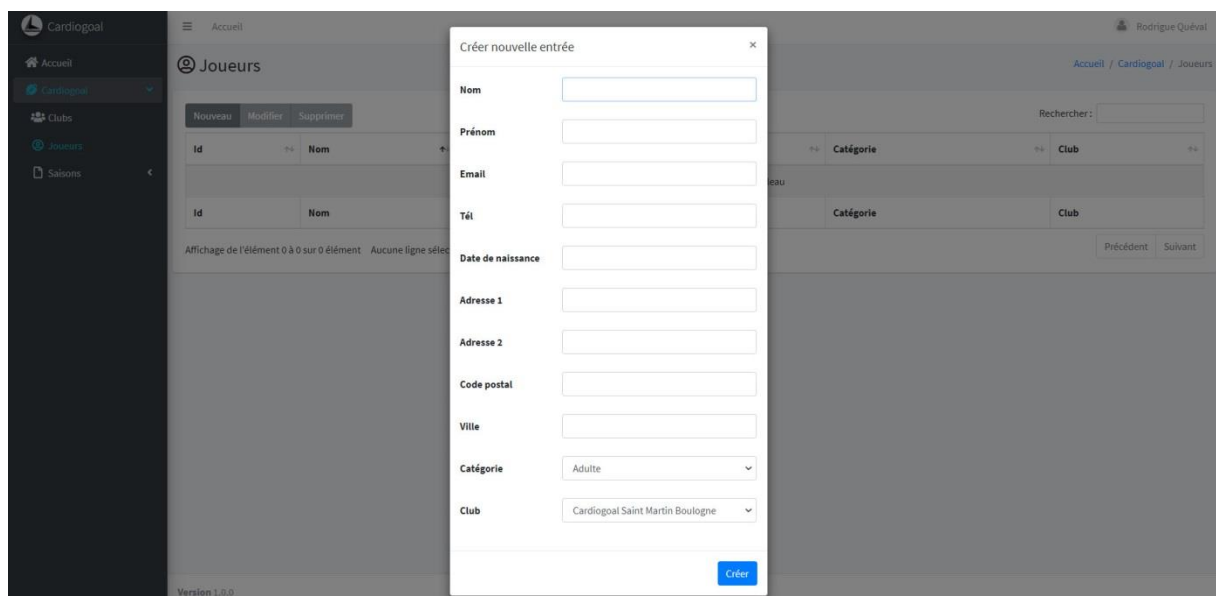 Cardiogoal
Accueil
Rodrigue Quéval
Accueil
Cardiogoal
Clubs
Joueurs
Saisons
Joueurs
Accueil / Cardiogoal / Joueurs
Nouveau Modifier Supprimer
Rechercher :
Id Nom Catégorie Club
leau
Id Nom Catégorie Club
Affichage de l'élément 0 à 0 sur 0 élément Aucune ligne sélec
Précédent Suivant
Créer nouvelle entrée ×
Nom
Prénom
Email
Tél
Date de naissance
Adresse 1
Adresse 2
Code postal
Ville
Catégorie Adulte
Club Cardiogoal Saint Martin Boulogne
Créer
Version 1.0.0